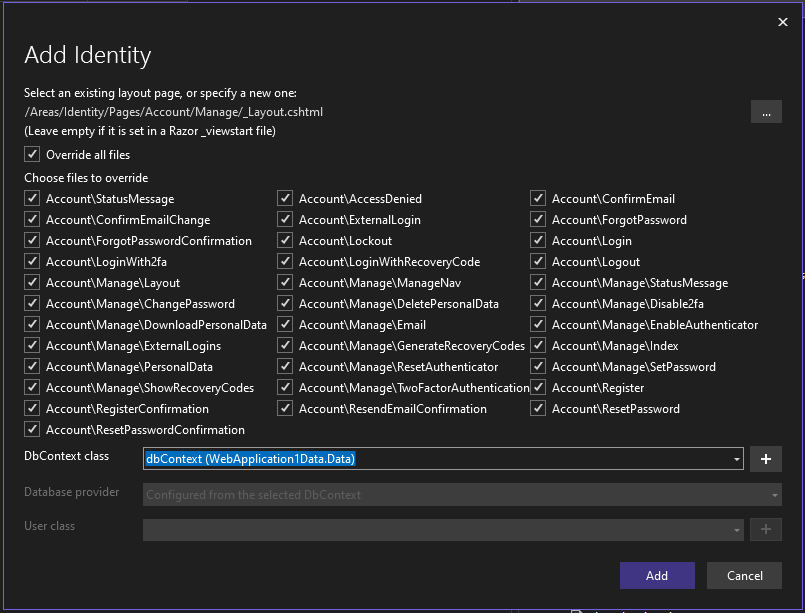 Add Identity
Select an existing layout page, or specify a new one:
/Areas/Identity/Pages/Account/Manage/_Layout.cshtml
...
(Leave empty if it is set in a Razor _viewstart file)
Override all files
Choose files to override
Account\StatusMessage Account\AccessDenied Account\ConfirmEmail
Account\ConfirmEmailChange Account\ExternalLogin Account\ForgotPassword
Account\ForgotPasswordConfirmation Account\Lockout Account\Login
Account\LoginWith2fa Account\LoginWithRecoveryCode Account\Logout
Account\Manage\Layout Account\Manage\ManageNav Account\Manage\StatusMessage
Account\Manage\ChangePassword Account\Manage\DeletePersonalData Account\Manage\Disable2fa
Account\Manage\DownloadPersonalData Account\Manage\Email Account\Manage\EnableAuthenticator
Account\Manage\ExternalLogins Account\Manage\GenerateRecoveryCodes Account\Manage\Index
Account\Manage\PersonalData Account\Manage\ResetAuthenticator Account\Manage\SetPassword
Account\Manage\ShowRecoveryCodes Account\Manage\TwoFactorAuthentication Account\Register
Account\RegisterConfirmation Account\ResendEmailConfirmation Account\ResetPassword
Account\ResetPasswordConfirmation
DbContext class dbContext (WebApplication1Data.Data) +
Database provider Configured from the selected DbContext
User class +
Add Cancel